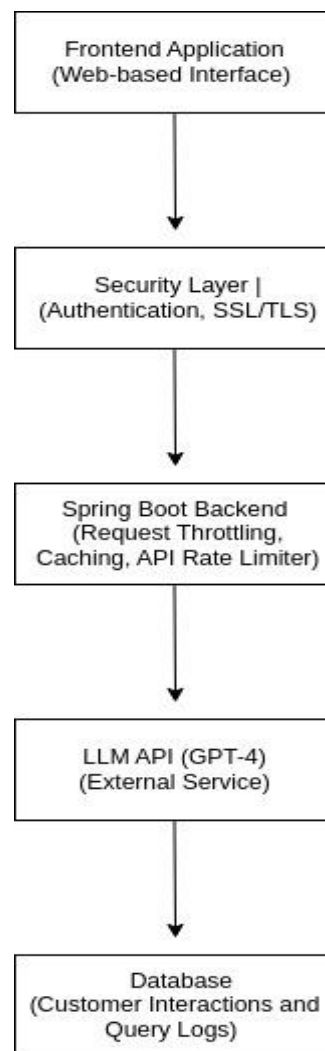 Frontend Application
(Web-based Interface)
Security Layer |
(Authentication, SSL/TLS)
Spring Boot Backend
(Request Throttling,
Caching, API Rate Limiter)
LLM API (GPT-4)
(External Service)
Database
(Customer Interactions and
Query Logs)